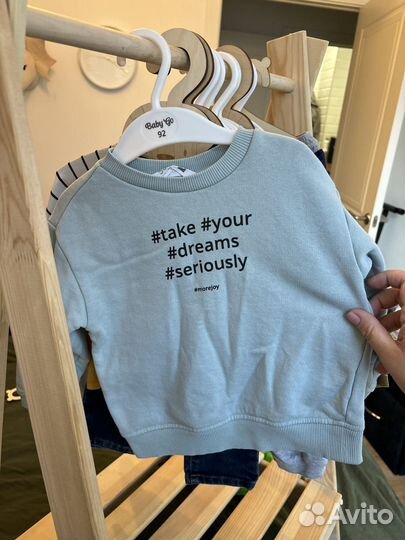 Baby Go
92
#take #your
#dreams
#seriously
#morejoy
Avito